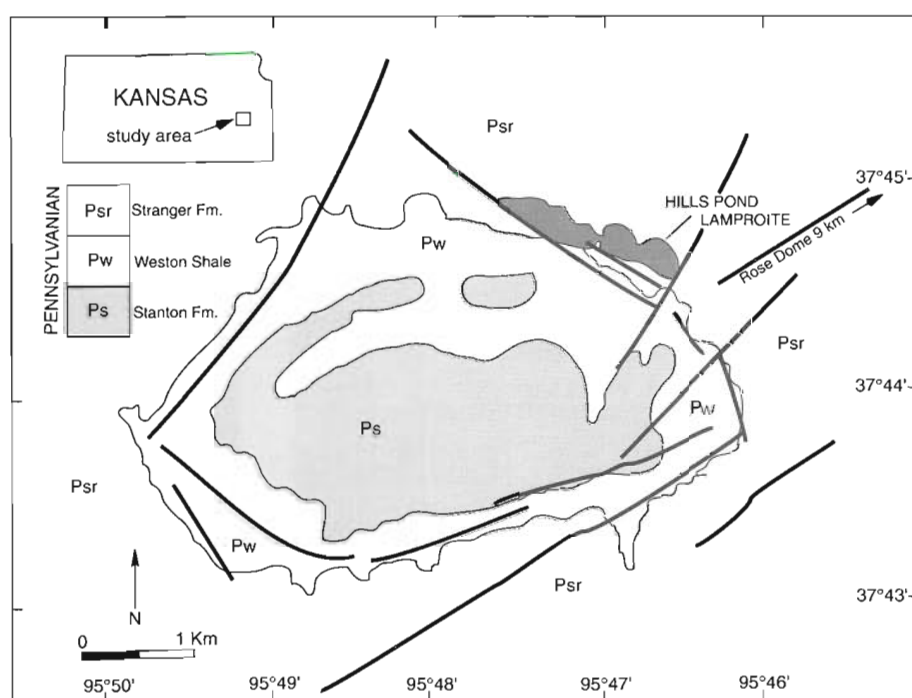 KANSAS
study area
PENNSYLVANIAN
Psr
Stranger Fm.
Pw
Weston Shale
Ps
Stanton Fm.
Psr
HILLS POND
LAMPROITE
37°45'
Rose Dome 9 km
Pw
Psr
37°44'
Pw
Ps
Psr
Pw
Psr
37°43'
N
0 1 Km
95°50' 95°49' 95°48' 95°47' 95°46'